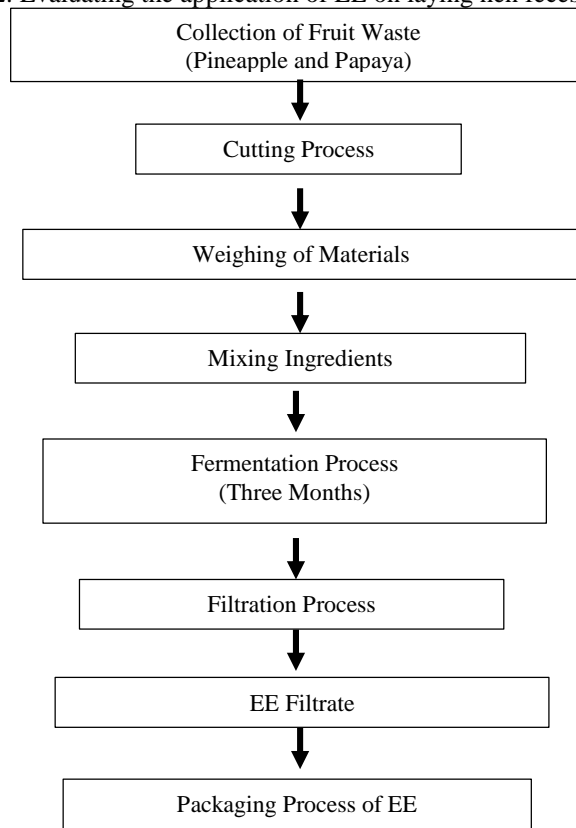 . Evaluating the application of EE on laying hen feces
Collection of Fruit Waste
(Pineapple and Papaya)
Cutting Process
Weighing of Materials
Mixing Ingredients
Fermentation Process
(Three Months)
Filtration Process
EE Filtrate
Packaging Process of EE